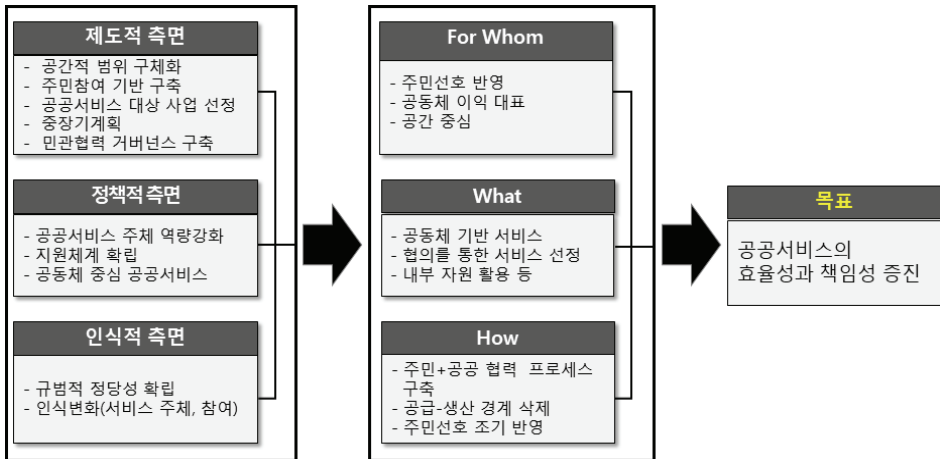 제도적 측면
- 공간적 범위 구체화
- 주민참여 기반 구축
- 공공서비스 대상 사업 선정
- 중장기계획
- 민관협력 거버넌스 구축
정책적 측면
- 공공서비스 주체 역량강화
- 지원체계 확립
- 공동체 중심 공공서비스
인식적 측면
- 규범적 정당성 확립
- 인식변화(서비스 주체, 참여)
For Whom
- 주민선호 반영
- 공동체 이익 대표
- 공간 중심
What
- 공동체 기반 서비스
- 협의를 통한 서비스 선정
- 내부 자원 활용 등
How
- 주민+공공 협력 프로세스
구축
- 공급-생산 경계 삭제
- 주민선호 조기 반영
목표
공공서비스의
효율성과 책임성 증진